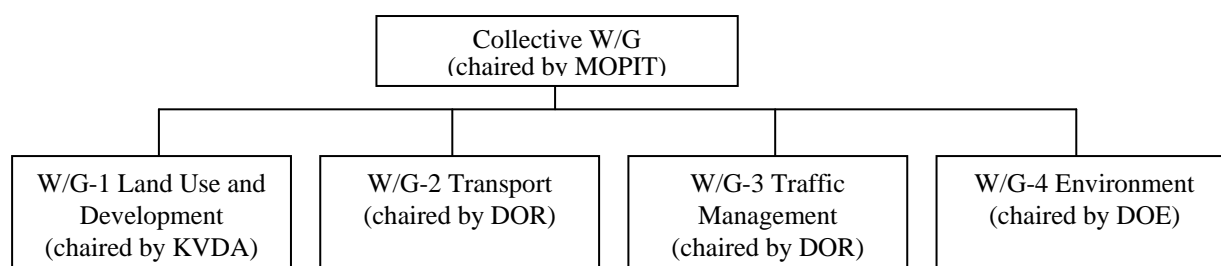 Collective W/G
(chaired by MOPIT)
W/G-1 Land Use and
Development
(chaired by KVDA)
W/G-2 Transport
(chaired by DOR)
W/G-3 Traffic
Management
(chaired by DOR)
W/G-4 Environment
(chaired by DOE)